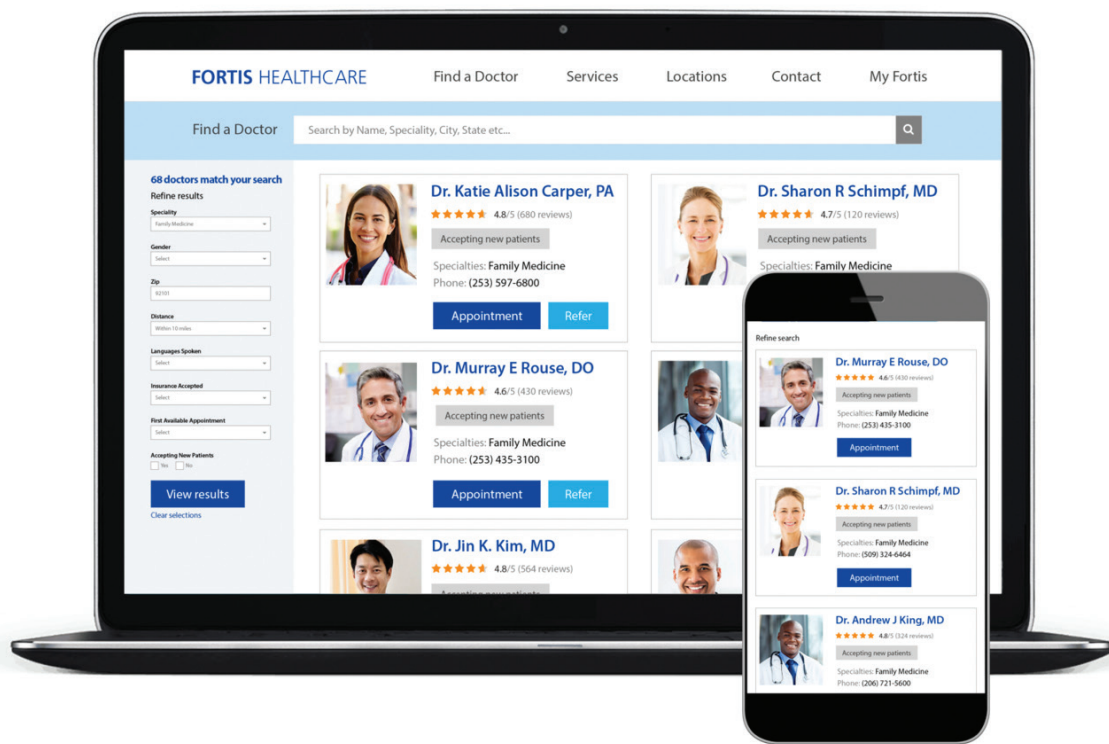 FORTIS HEALTHCARE
Find a Doctor
Services
Locations
Contact
My Fortis
Find a Doctor
Search by Name, Speciality, City, State etc...
68 doctors match your search
Refine results
Speciality
Family Medicine
Gender
Select
Zip
Distance
Within 10 miles
Languages Spoken
Select
Insurance Accepted
Select
First Available Appointment
Select
Accepting New Patients
No
View results
Clear selections
Dr. Katie Alison Carper, PA
4.8/5 (680 reviews)
Accepting new patients
Specialties: Family Medicine
Phone: (253) 597-6800
Appointment
Refer
Dr. Sharon R Schimpf, MD
4.7/5 (120 reviews)
Accepting new patients
Specialties: Family Medicine
Dr. Murray E Rouse, DO
4.6/5 (430 reviews)
Accepting new patients
Specialties: Family Medicine
Phone: (253) 435-3100
Appointment
Refer
Dr. Jin K. Kim, MD
4.8/5 (564 reviews)
Accepting new patients
Refine search
Dr. Murray E Rouse, DO
4.6/5 (430 reviews)
Accepting new patients
Specialties: Family Medicine
Phone: (253) 435-3100
Appointment
Dr. Sharon R Schimpf, MD
4.7/5 (120 reviews)
Accepting new patients
Specialties: Family Medicine
Phone: (509) 324-6464
Appointment
Dr. Andrew J King, MD
4.8/5 (324 reviews)
Accepting new patients
Specialties: Family Medicine
Phone: (206) 721-5600